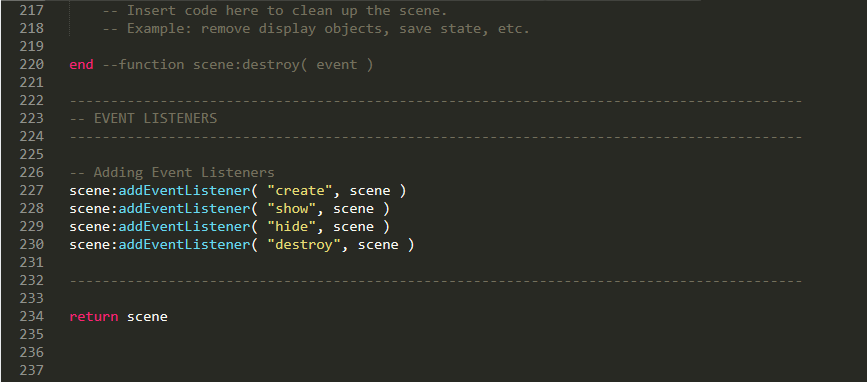 217 -- Insert code here to clean up the scene.
218 -- Example: remove display objects, save state, etc.
219
220 end --function scene:destroy( event )
221
222 -----------------------------------------------------------------------------------------
223 -- EVENT LISTENERS
224 -----------------------------------------------------------------------------------------
225
226 -- Adding Event Listeners
227 scene:addEventListener( "create", scene )
228 scene:addEventListener( "show", scene )
229 scene:addEventListener( "hide", scene )
230 scene:addEventListener( "destroy", scene )
231
232 -----------------------------------------------------------------------------------------
233
234 return scene
235
236
237